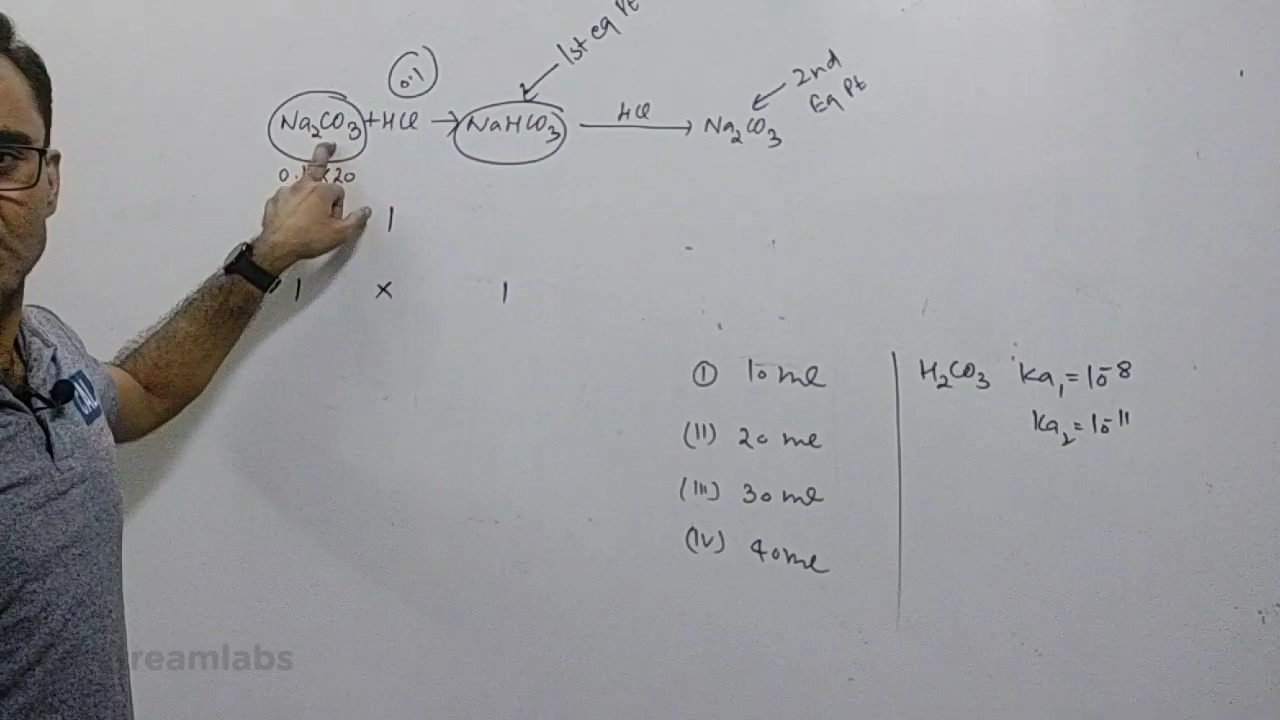 0.1
1st eq Pt
2nd
Eq Pt
Na2CO3 + HCl → NaHCO3 HCl → Na2CO3
20
1
1 × 1
① 10 ml
(II) 20 ml
(III) 30 ml
(IV) 40 ml
H2CO3 Ka1 = 10^-8
Ka2 = 10^-11
reamlabs